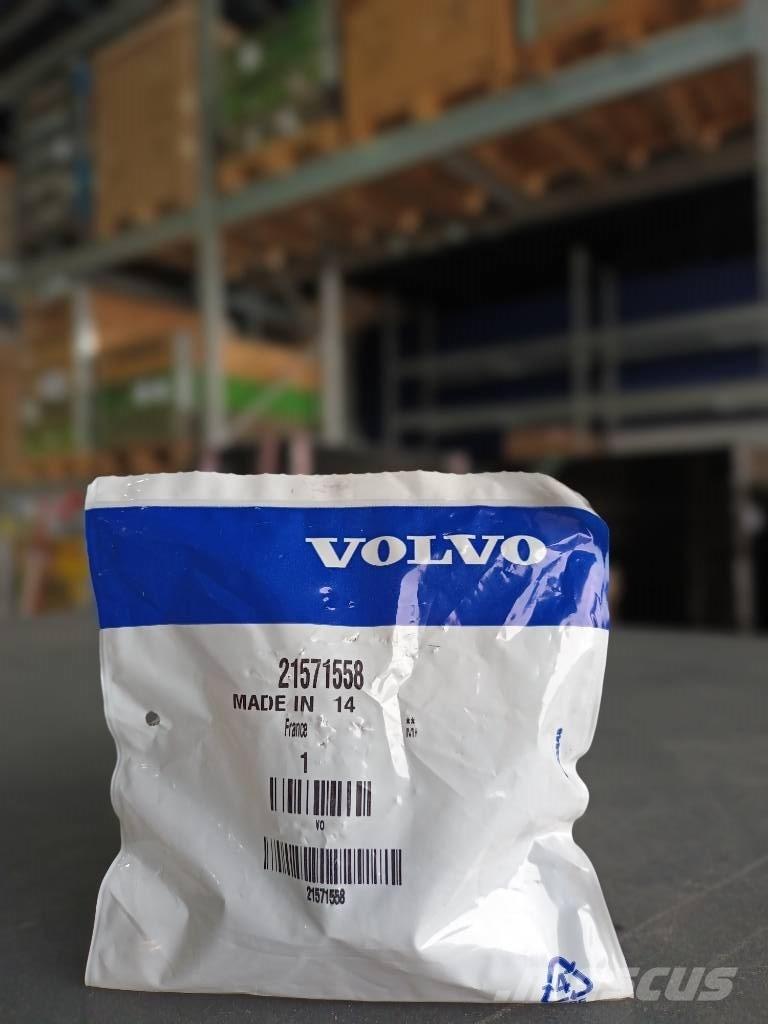 VOLVO
21571558
MADE IN 14
France
**
1
VO
21571558